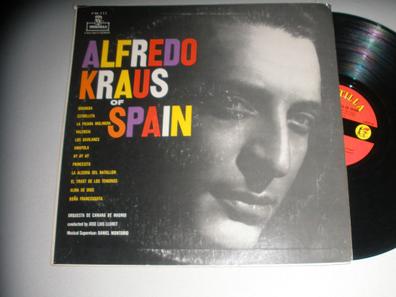 MONTILLA
ALFREDO
KRAUS
OF
SPAIN
GRANADA
ESTRELLITA
LA PICARA MOLINERA
VALENCIA
LOS GAVILANES
AMAPOLA
AY AY AY
PRINCESITA
LA ALEGRIA DEL BATALLON
EL TRUST DE LOS TENORIOS
ALMA DE DIOS
DOÑA FRANCISQUITA
ORQUESTA DE CAMARA DE MADRID
conducted by JOSE LUIS LLORET
Musical Supervision: DANIEL MONTORIO